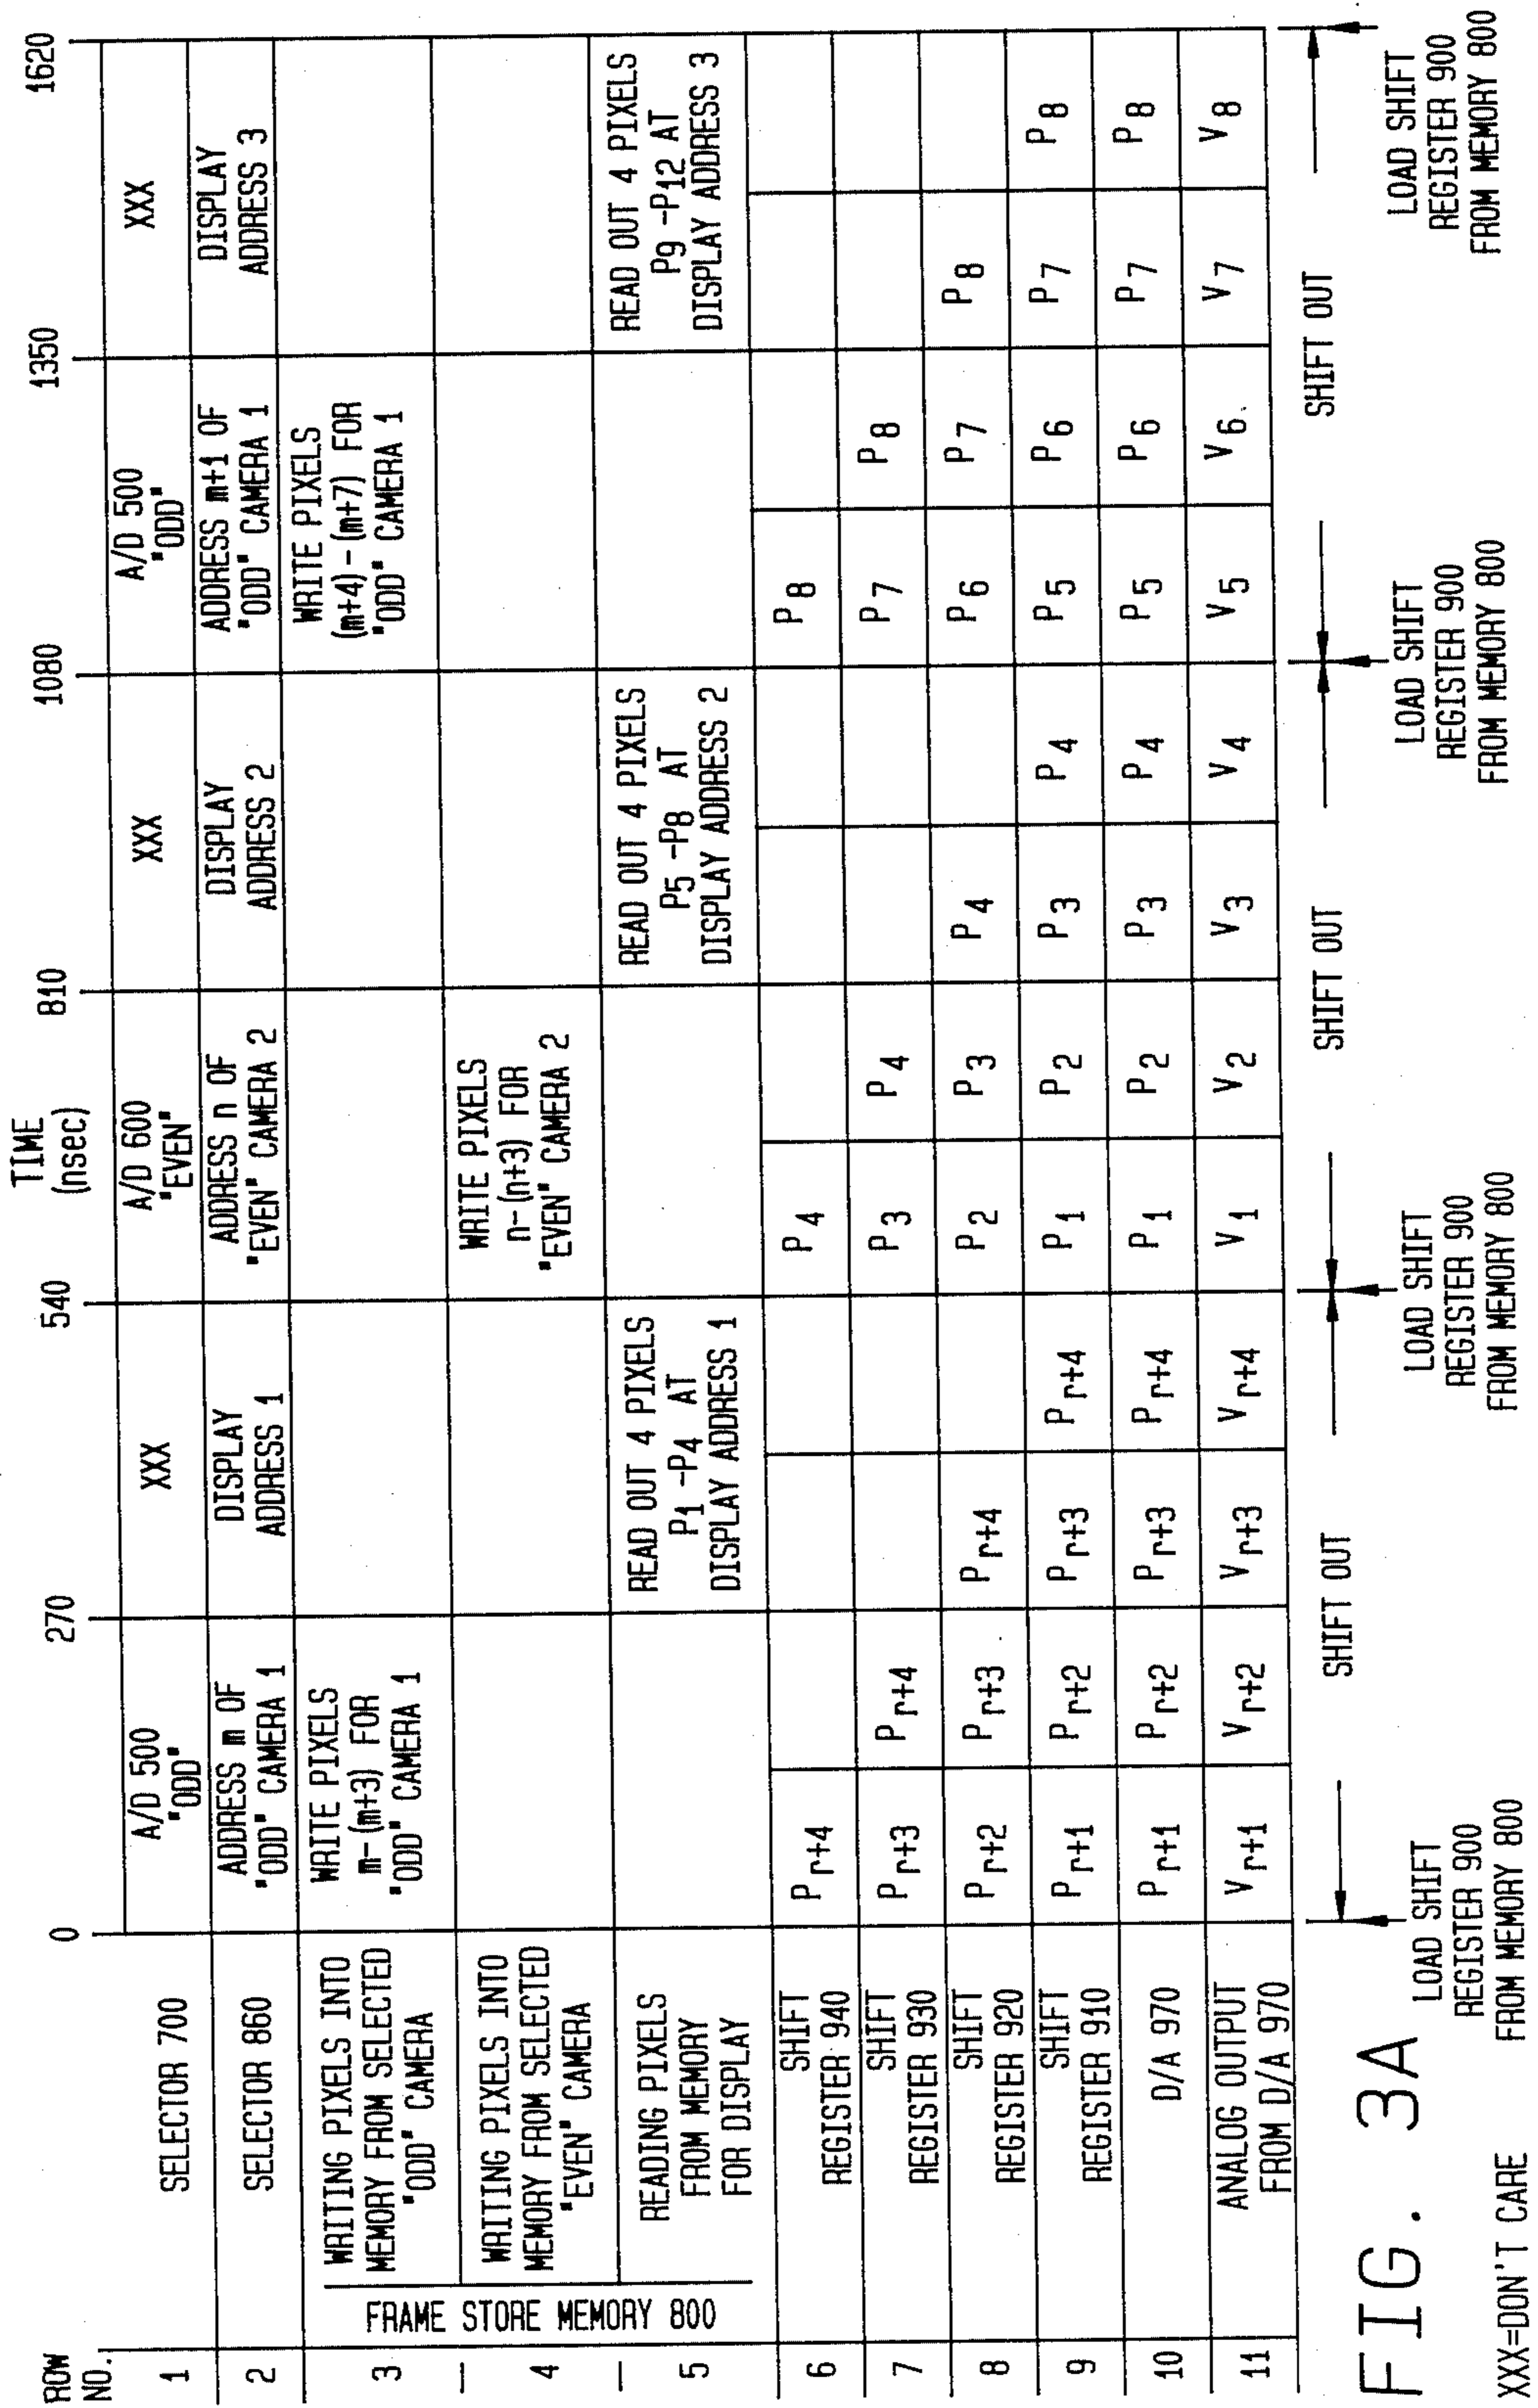 TIME
(nsec)
ROW
NO.
0
270
540
810
1080
1350
1620
1
SELECTOR 700
A/D 500
"ODD"
XXX
A/D 600
"EVEN"
XXX
A/D 500
"ODD"
XXX
2
SELECTOR 860
ADDRESS m OF
"ODD" CAMERA 1
DISPLAY
ADDRESS 1
ADDRESS n OF
"EVEN" CAMERA 2
DISPLAY
ADDRESS 2
ADDRESS m+1 OF
"ODD" CAMERA 1
DISPLAY
ADDRESS 3
FRAME STORE MEMORY 800
3
WRITING PIXELS INTO
MEMORY FROM SELECTED
"ODD" CAMERA
WRITE PIXELS
m-(m+3) FOR
"ODD" CAMERA 1
WRITE PIXELS
(m+4)-(m+7) FOR
"ODD" CAMERA 1
4
WRITING PIXELS INTO
MEMORY FROM SELECTED
"EVEN" CAMERA
WRITE PIXELS
n-(n+3) FOR
"EVEN" CAMERA 2
5
READING PIXELS
FROM MEMORY
FOR DISPLAY
READ OUT 4 PIXELS
P1 -P4 AT
DISPLAY ADDRESS 1
READ OUT 4 PIXELS
P5 -P8 AT
DISPLAY ADDRESS 2
READ OUT 4 PIXELS
P9 -P12 AT
DISPLAY ADDRESS 3
6
SHIFT
REGISTER 940
Pr+4
P4
P8
7
SHIFT
REGISTER 930
Pr+3 Pr+4
P3 P4
P7 P8
8
SHIFT
REGISTER 920
Pr+2 Pr+3 Pr+4
P2 P3 P4
P6 P7 P8
9
SHIFT
REGISTER 910
Pr+1 Pr+2 Pr+3 Pr+4 P1 P2 P3 P4 P5 P6 P7 P8
10
D/A 970
Pr+1 Pr+2 Pr+3 Pr+4 P1 P2 P3 P4 P5 P6 P7 P8
11
ANALOG OUTPUT
FROM D/A 970
Vr+1 Vr+2 Vr+3 Vr+4 V1 V2 V3 V4 V5 V6 V7 V8
SHIFT OUT
SHIFT OUT
SHIFT OUT
LOAD SHIFT
REGISTER 900
FROM MEMORY 800
LOAD SHIFT
REGISTER 900
FROM MEMORY 800
LOAD SHIFT
REGISTER 900
FROM MEMORY 800
LOAD SHIFT
REGISTER 900
FROM MEMORY 800
FIG. 3A
XXX=DON'T CARE